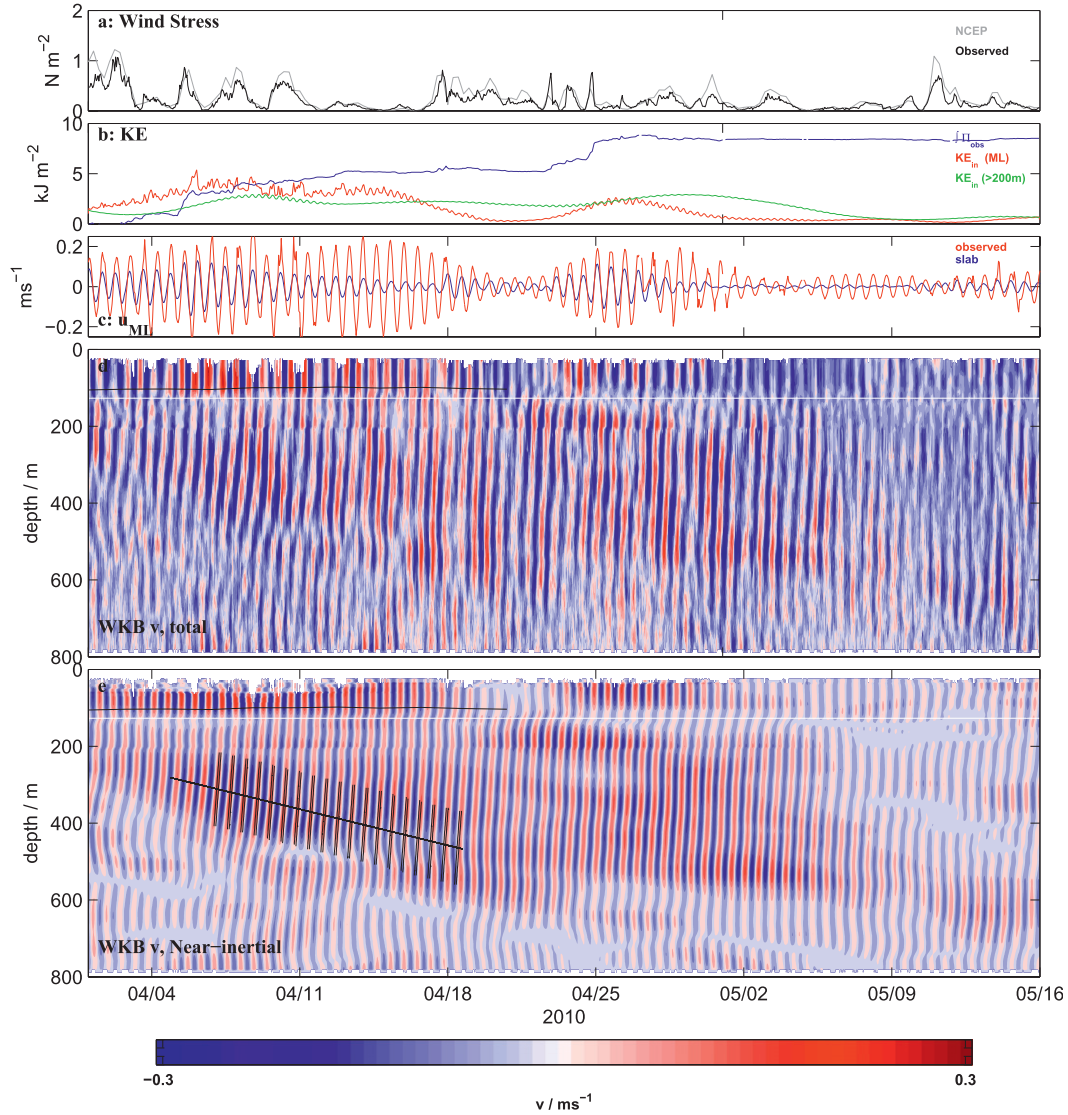 a: Wind Stress
NCEP
Observed
2
1
0
N m⁻²
b: KE
∫ Π_obs
KE_in (ML)
KE_in (>200m)
10
5
0
kJ m⁻²
observed
slab
0.2
0
−0.2
ms⁻¹
c: u_ML
d
0
200
400
600
800
depth / m
WKB v, total
e
0
200
400
600
800
depth / m
WKB v, Near−inertial
04/04 04/11 04/18 04/25 05/02 05/09 05/16
2010
−0.3 0.3
v / ms⁻¹